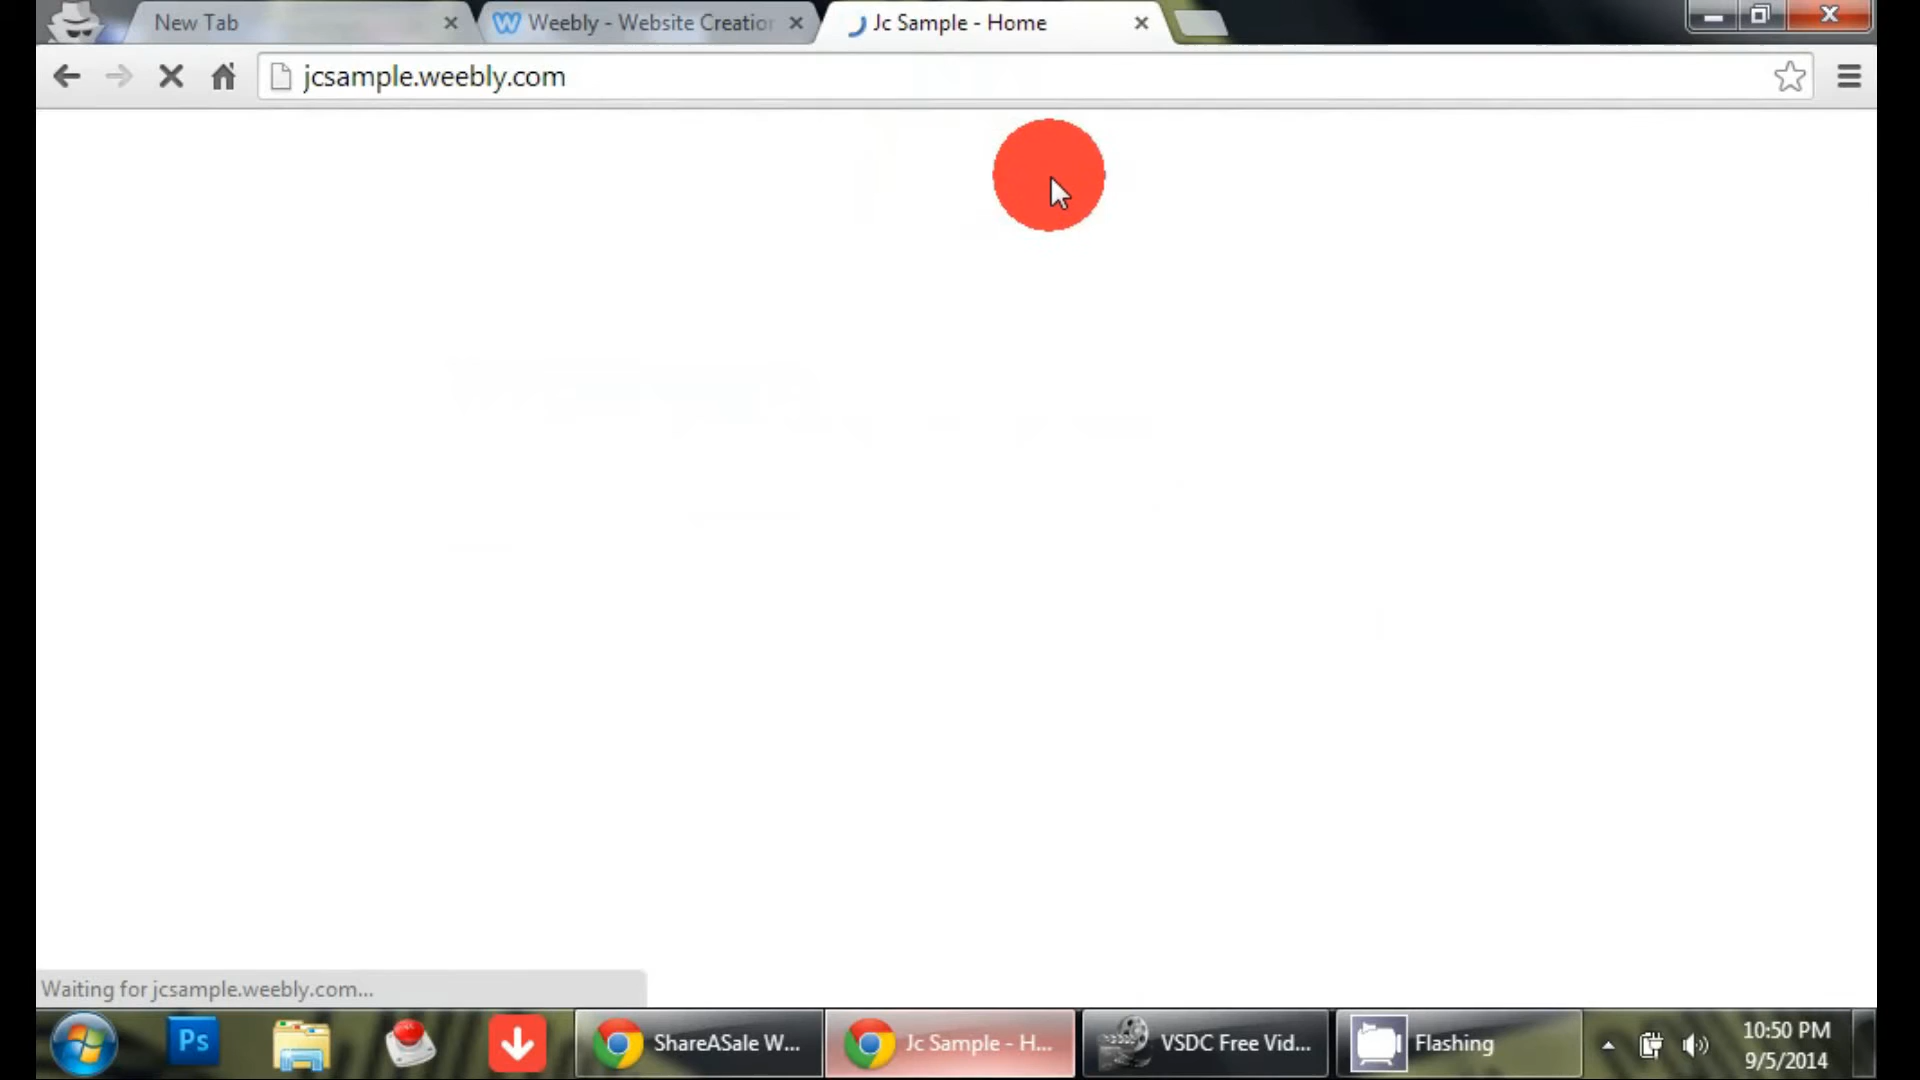 New Tab
Weebly - Website Creation
Jc Sample - Home
jcsample.weebly.com
Waiting for jcsample.weebly.com...
Ps
ShareASale W...
Jc Sample - H...
VSDC Free Vid...
Flashing
10:50 PM
9/5/2014